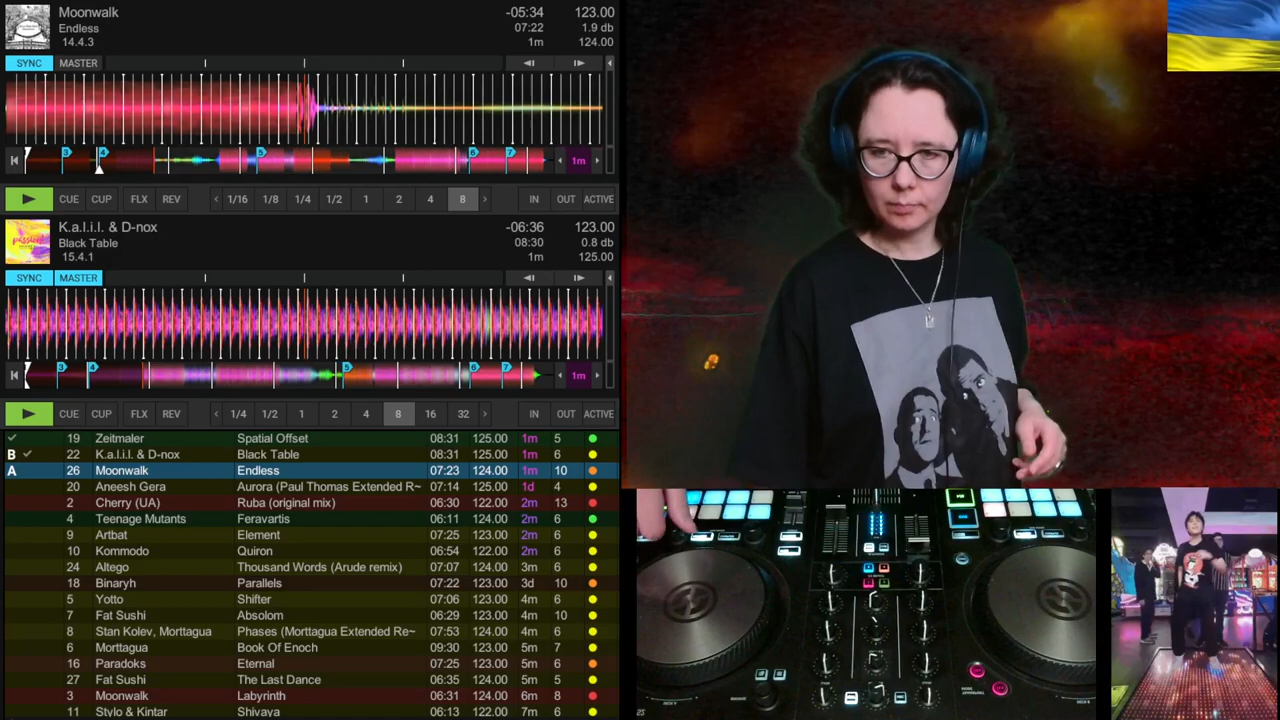 Moonwalk -05:34 123.00
Endless 07:22 1.9 db
14.4.3 1m 124.00
SYNC MASTER
3 4 5 6 7 1m
CUE CUP FLX REV 1/16 1/8 1/4 1/2 1 2 4 8 IN OUT ACTIVE
K.a.l.i.l. & D-nox -06:36 123.00
Black Table 08:30 0.8 db
15.4.1 1m 125.00
SYNC MASTER
3 4 5 6 7 1m
CUE CUP FLX REV 1/4 1/2 1 2 4 8 16 32 IN OUT ACTIVE
19 Zeitmaler Spatial Offset 08:31 125.00 1m 5
B 22 K.a.l.i.l. & D-nox Black Table 08:31 125.00 1m 6
A 26 Moonwalk Endless 07:23 124.00 1m 10
20 Aneesh Gera Aurora (Paul Thomas Extended R~ 07:14 125.00 1d 4
2 Cherry (UA) Ruba (original mix) 06:30 122.00 2m 13
4 Teenage Mutants Feravartis 06:11 124.00 2m 6
9 Artbat Element 07:25 123.00 2m 6
10 Kommodo Quiron 06:54 122.00 2m 6
24 Altego Thousand Words (Arude remix) 07:07 124.00 3m 6
18 Binaryh Parallels 07:22 123.00 3d 10
5 Yotto Shifter 07:06 123.00 4m 6
7 Fat Sushi Absolom 06:29 123.00 4m 10
8 Stan Kolev, Morttagua Phases (Morttagua Extended Re~ 07:53 124.00 4m 6
6 Morttagua Book Of Enoch 09:30 123.00 5m 7
16 Paradoks Eternal 07:25 123.00 5m 6
27 Fat Sushi The Last Dance 06:35 124.00 5m 5
3 Moonwalk Labyrinth 06:31 124.00 6m 8
11 Stylo & Kintar Shivaya 06:13 122.00 7m 6